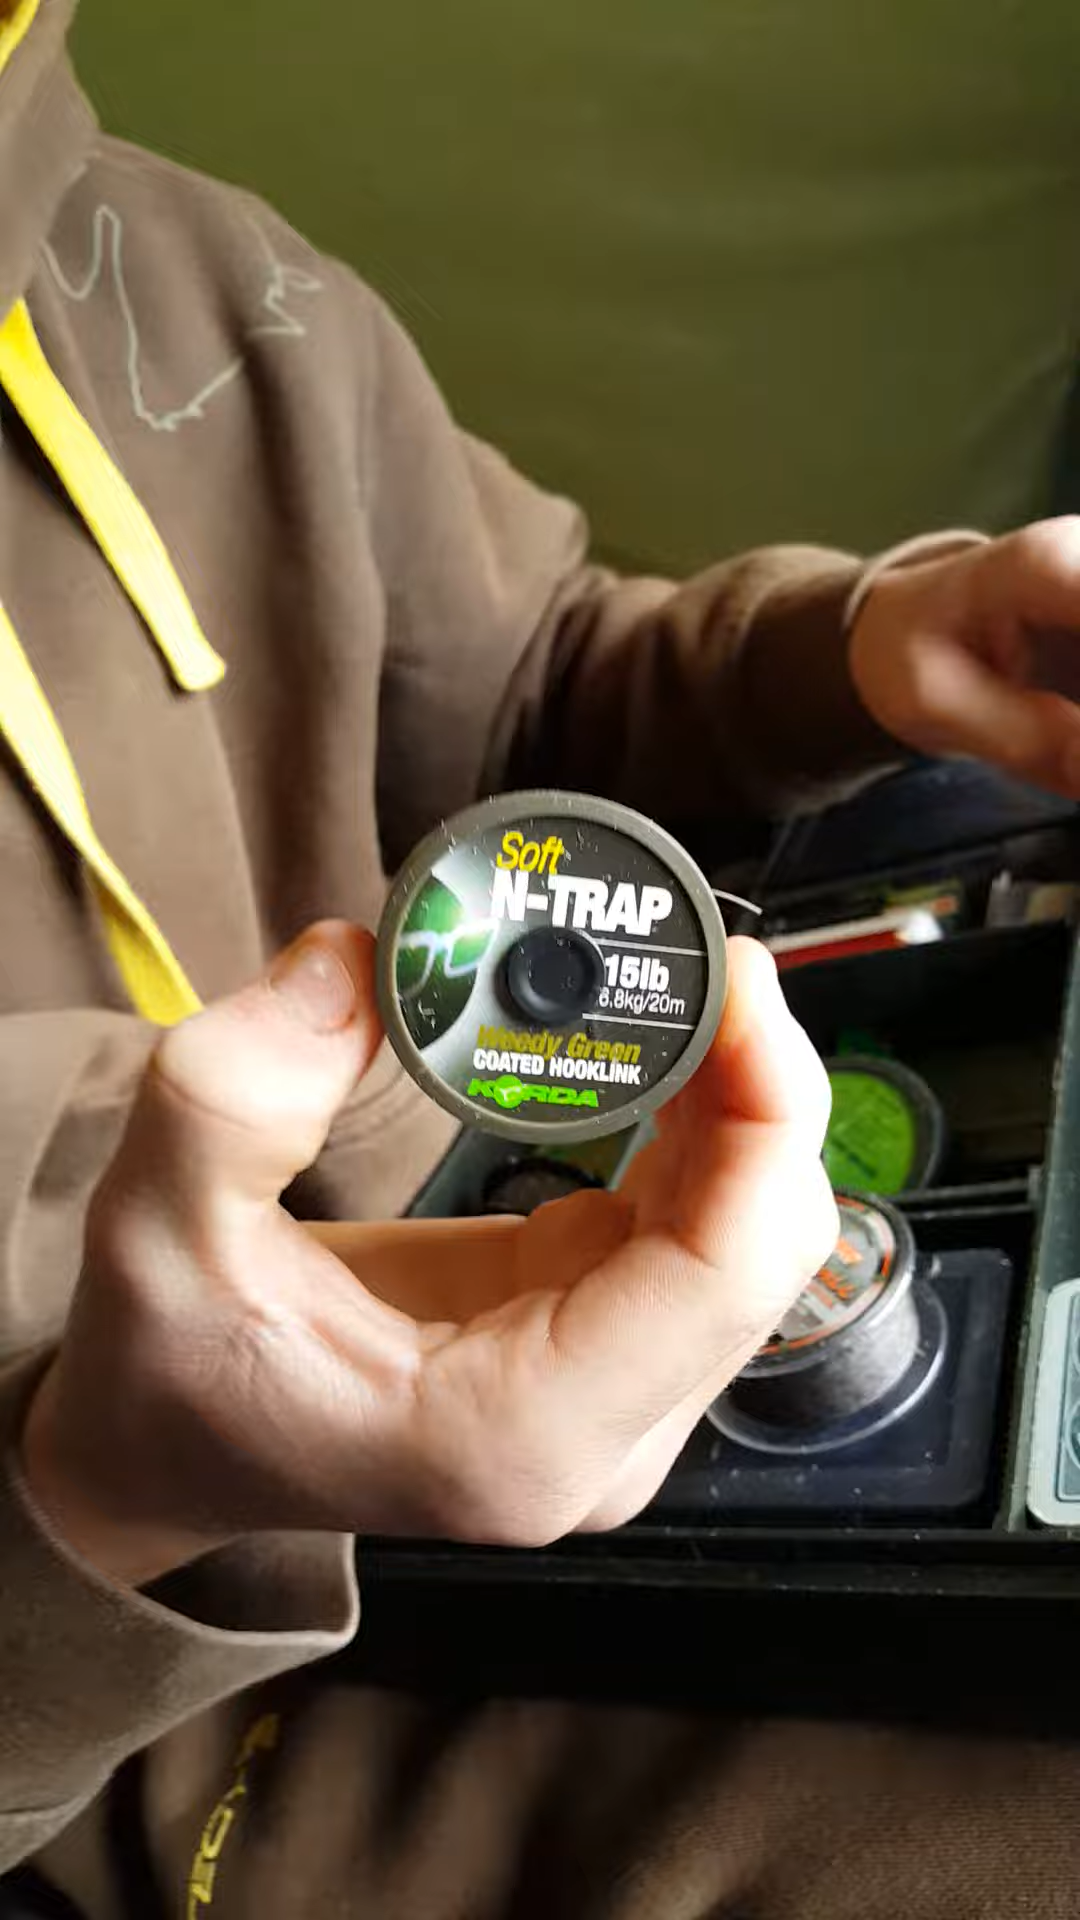 Soft
N-TRAP
15lb
6.8kg/20m
Weedy Green
COATED HOOKLINK
KORDA